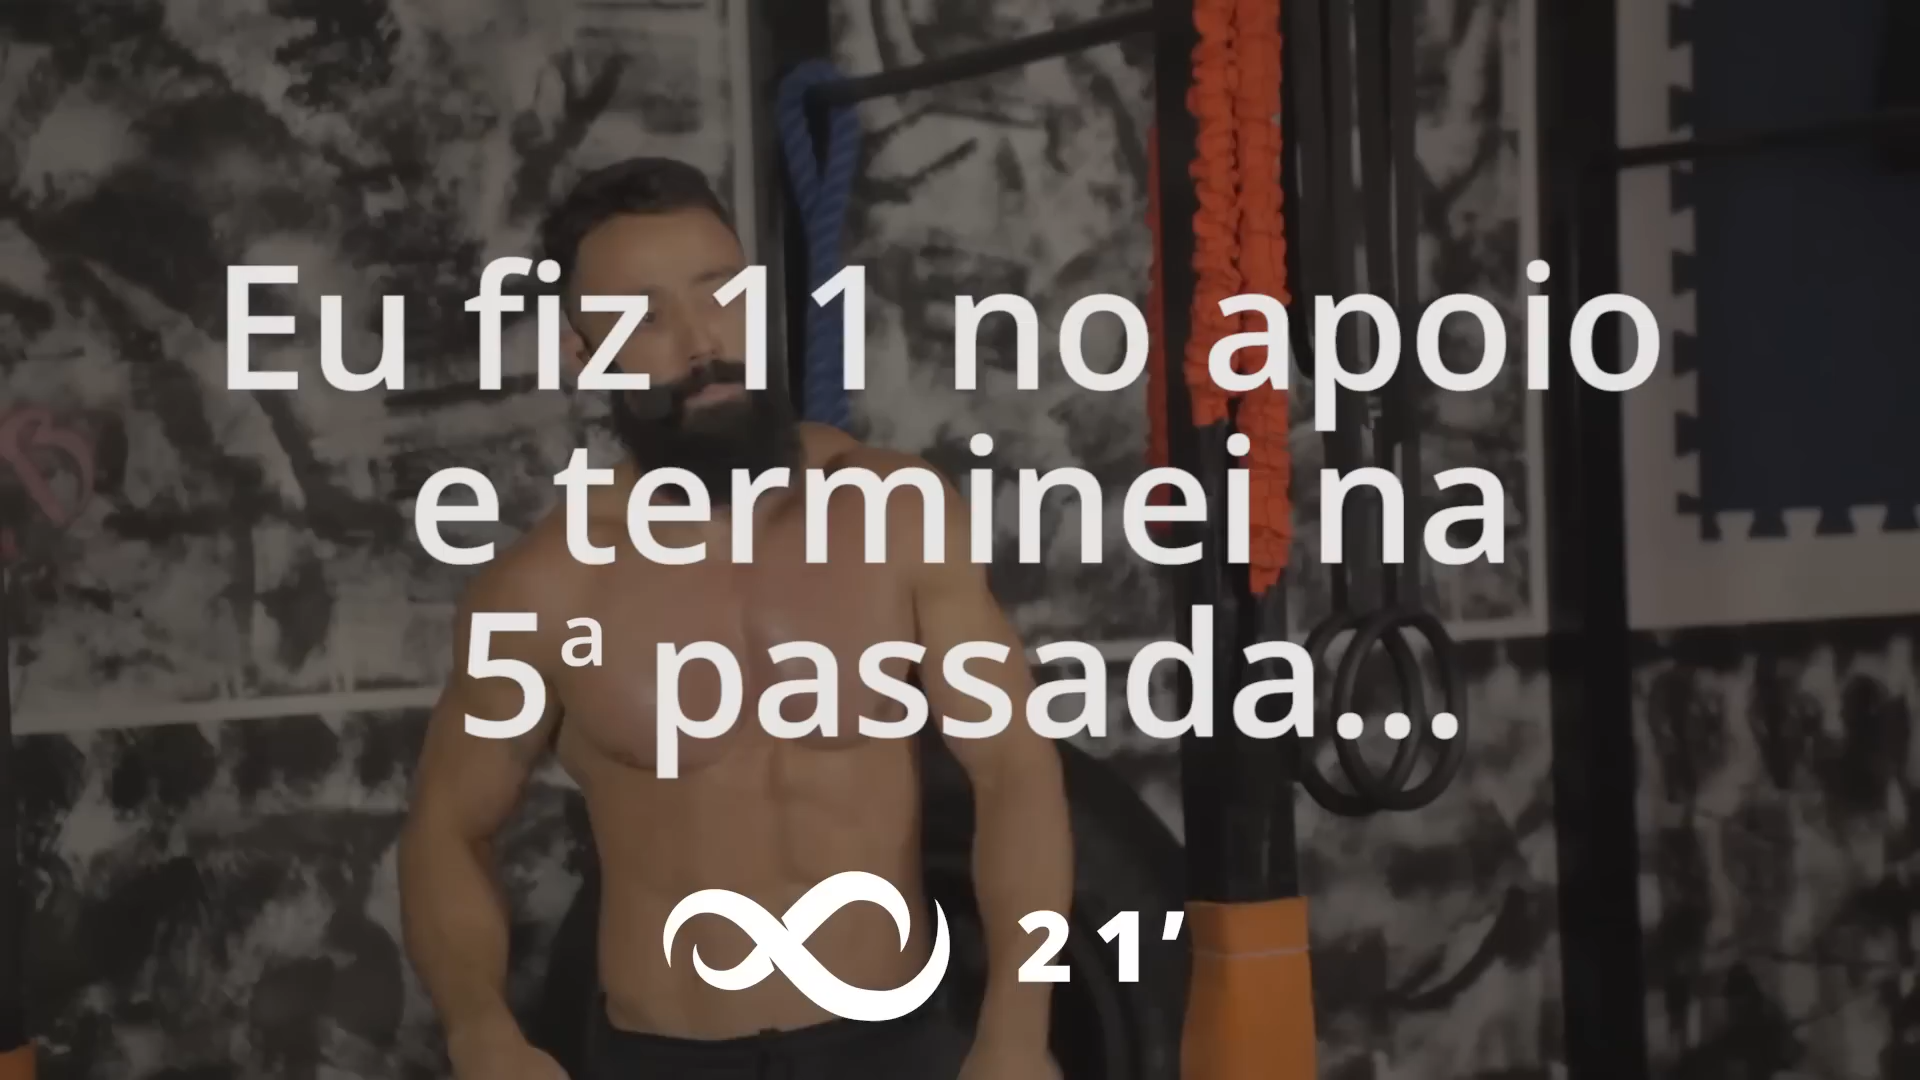 Eu fiz 11 no apoio
e terminei na
5ª passada...
21’